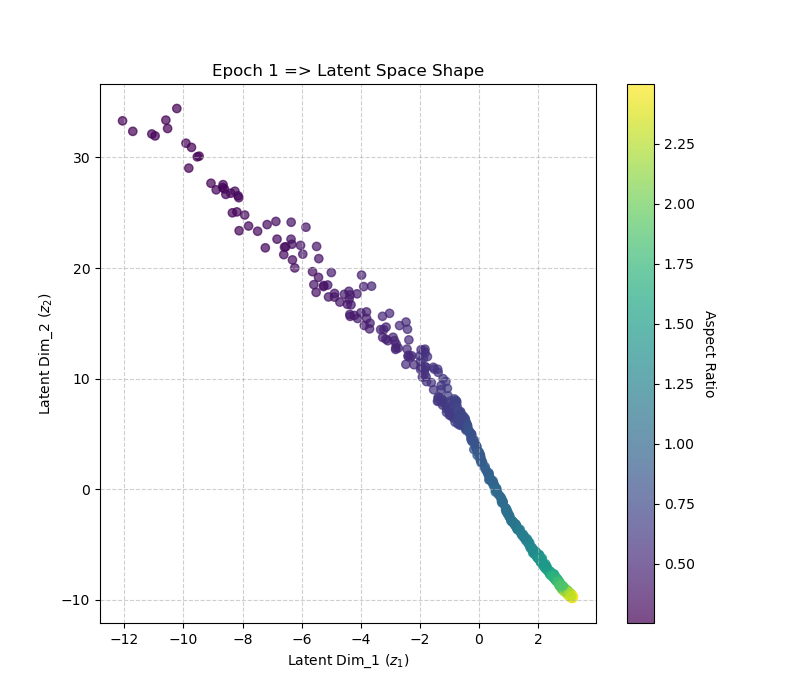 Epoch 1 => Latent Space Shape
Latent Dim_2 (z₂)
30
20
10
0
−10
−12 −10 −8 −6 −4 −2 0 2
Latent Dim_1 (z₁)
2.25
2.00
1.75
1.50
1.25
1.00
0.75
0.50
Aspect Ratio